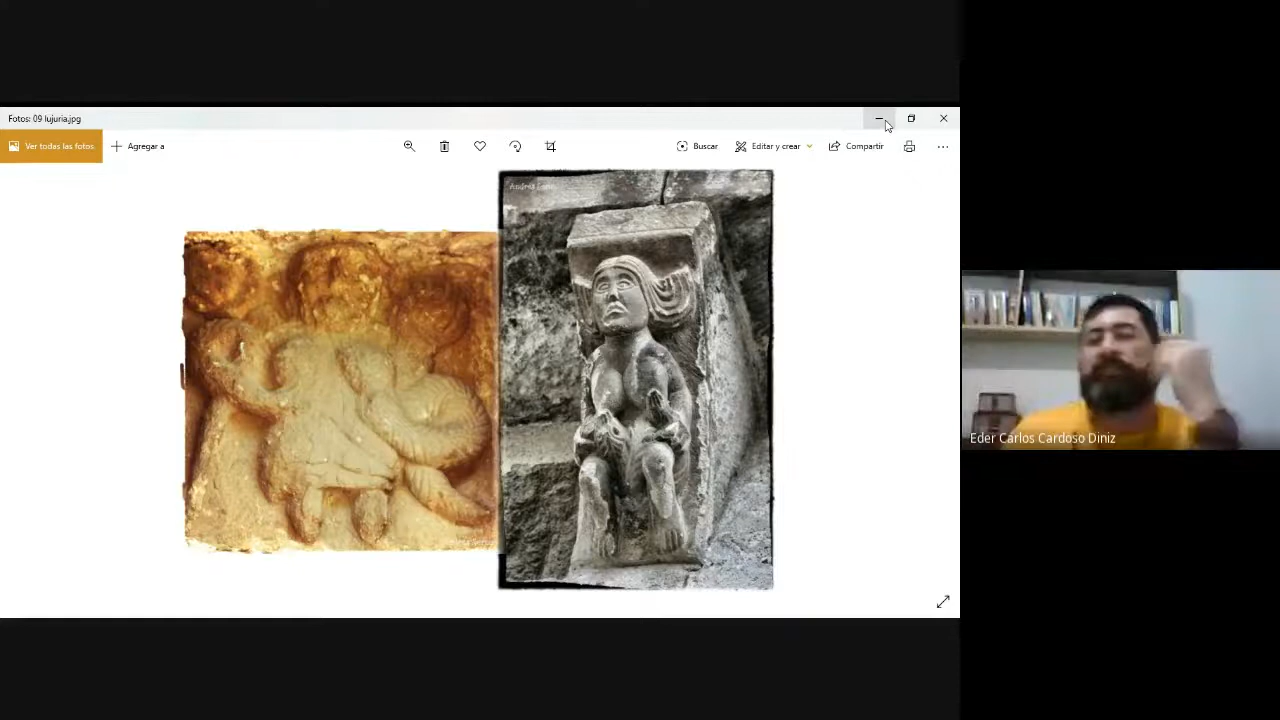 Fotos: 09 lujuria.jpg
Ver todas las fotos
Agregar a
Buscar
Editar y crear
Compartir
Eder Carlos Cardoso Diniz